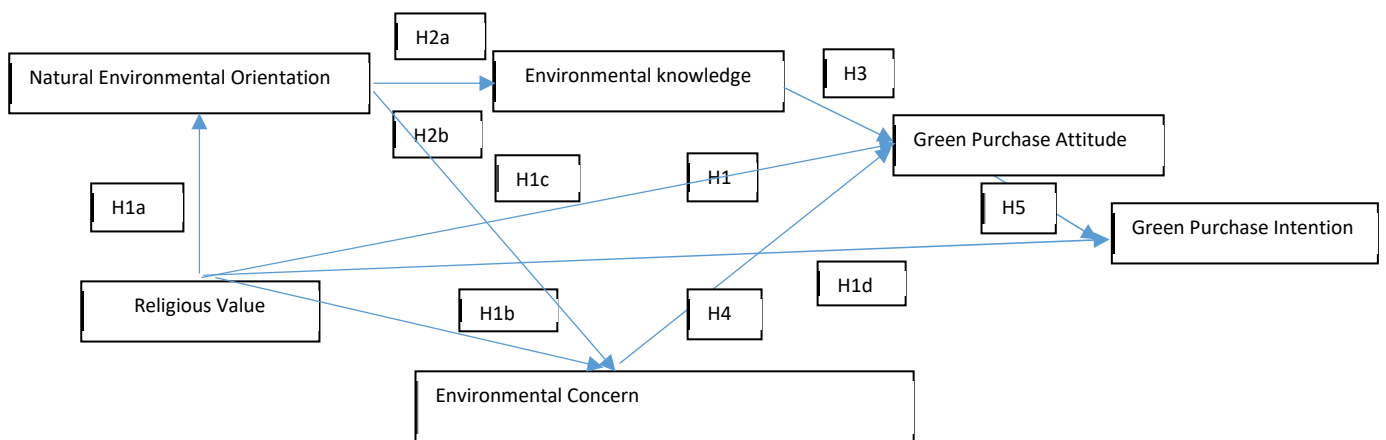 H2a
Natural Environmental Orientation
Environmental knowledge
H3
H2b
Green Purchase Attitude
H1c
H1
H1a
H5
Green Purchase Intention
Religious Value
H1d
H1b
H4
Environmental Concern